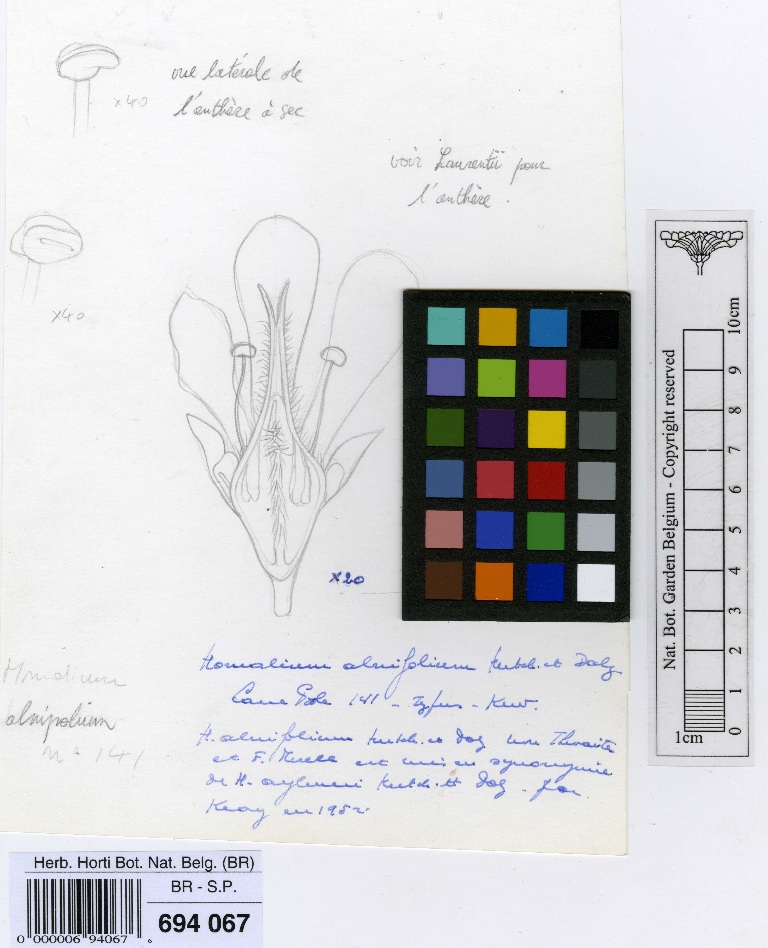 vue latérale de
l'anthère à sec
x40
voir Laurentii pour
l'anthère.
x40
x20
Homalium alnifolium Hutch. et Dalz
Lane Poole 141 - Typus - Kew.
H. alnifolium Hutch. et Dalz non Thwaites
et F. Muell est mis en synonymie
de H. aylmeri Hutch. et Dalz. par
Keay en 1952.
Homalium
alnifolium
n° 141
10cm
9
8
7
6
5
4
3
2
1
0
1cm
Nat. Bot. Garden Belgium - Copyright reserved
Herb. Horti Bot. Nat. Belg. (BR)
BR - S.P.
694 067
0 000006 94067